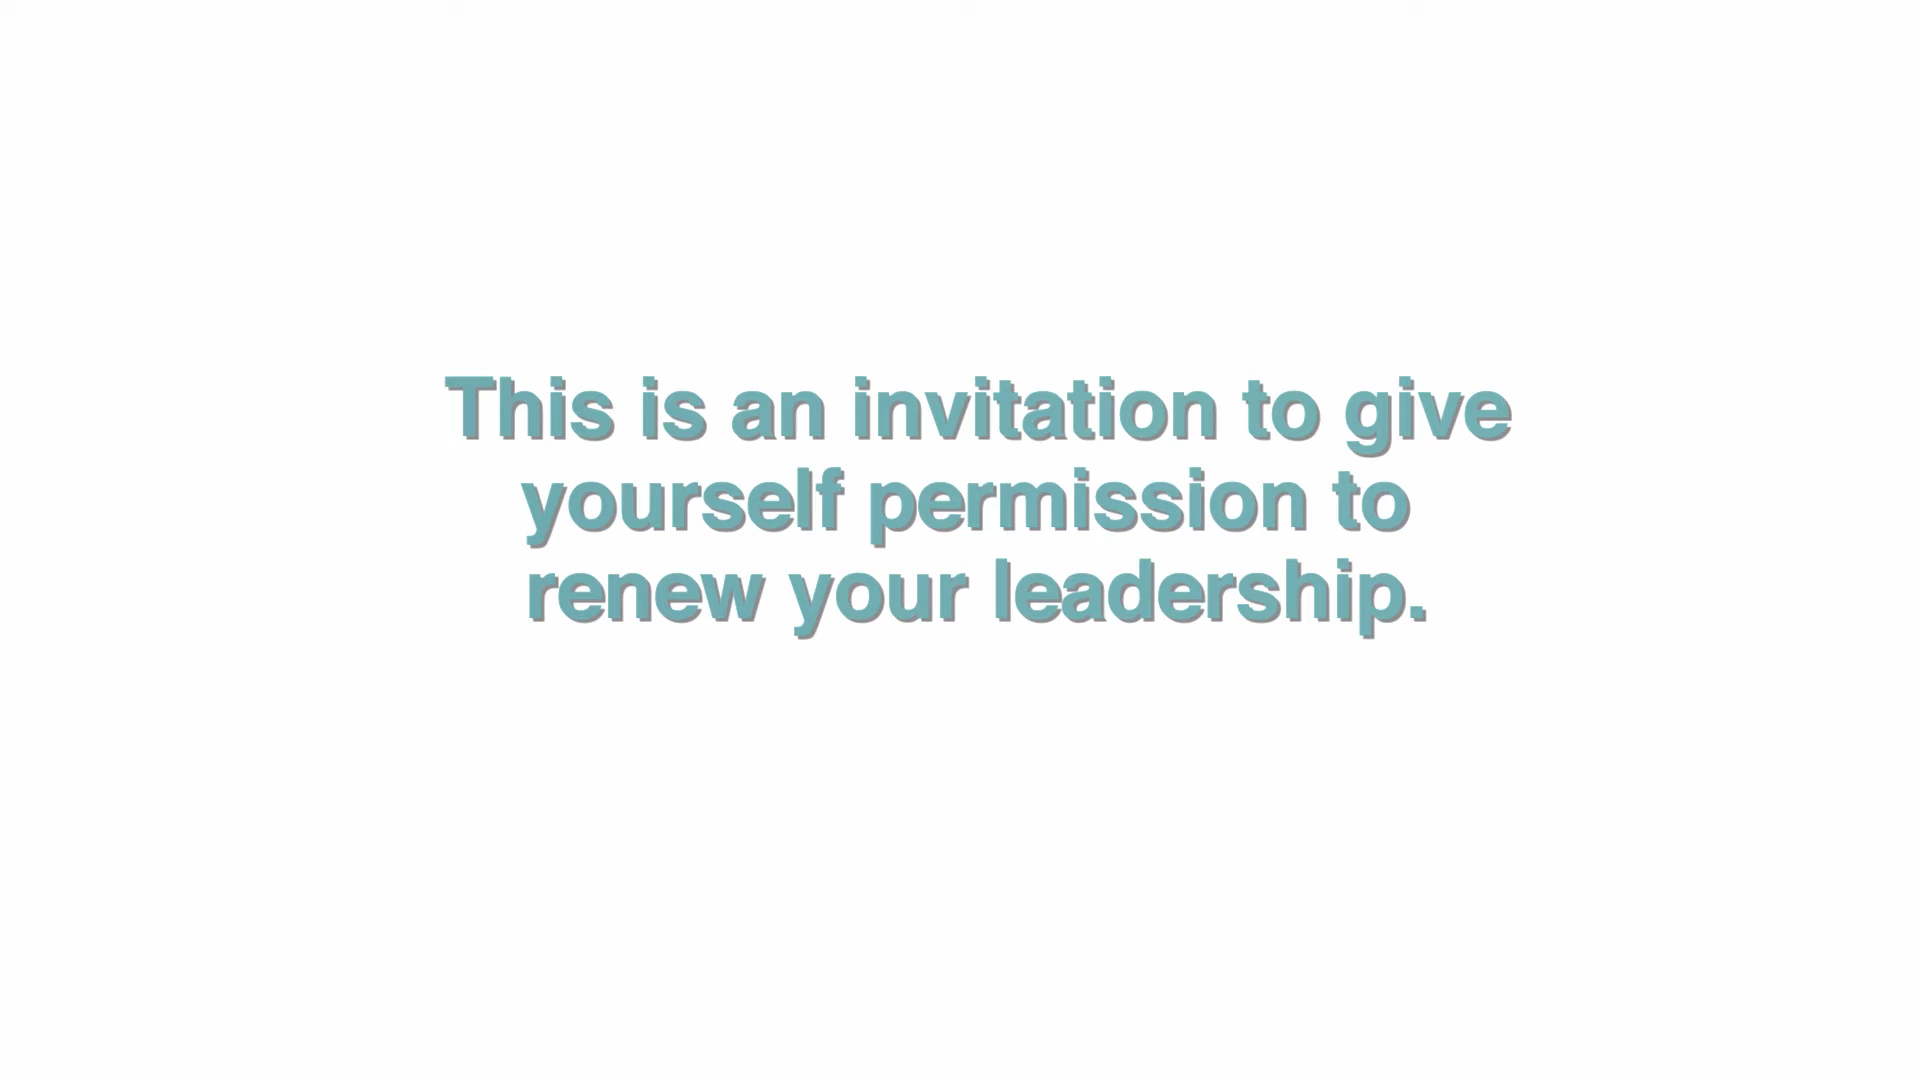 This is an invitation to give
yourself permission to
renew your leadership.